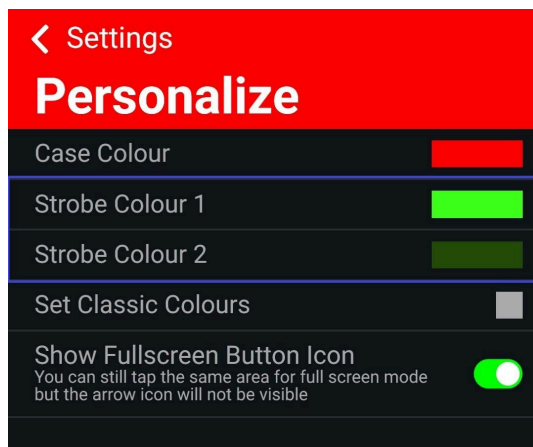 Settings
Personalize
Case Colour
Strobe Colour 1
Strobe Colour 2
Set Classic Colours
Show Fullscreen Button Icon
You can still tap the same area for full screen mode
but the arrow icon will not be visible